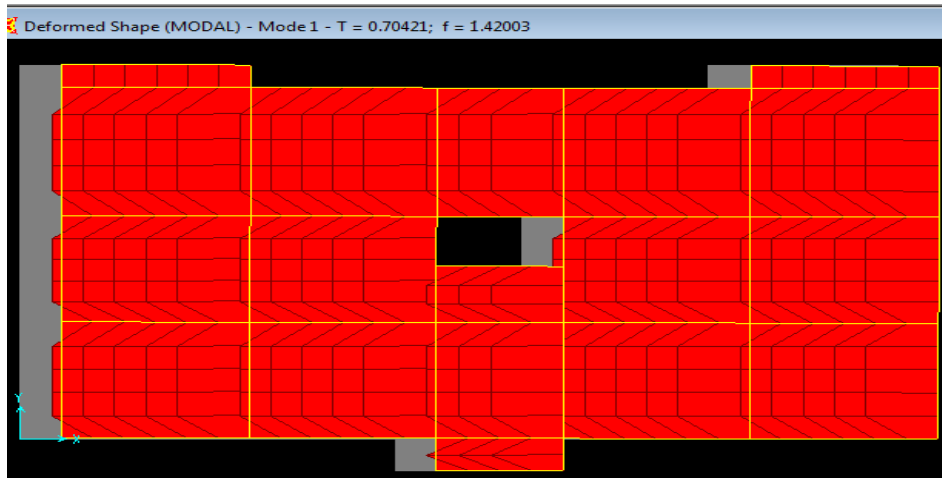 Deformed Shape (MODAL) - Mode 1 - T = 0.70421; f = 1.42003
Y
X